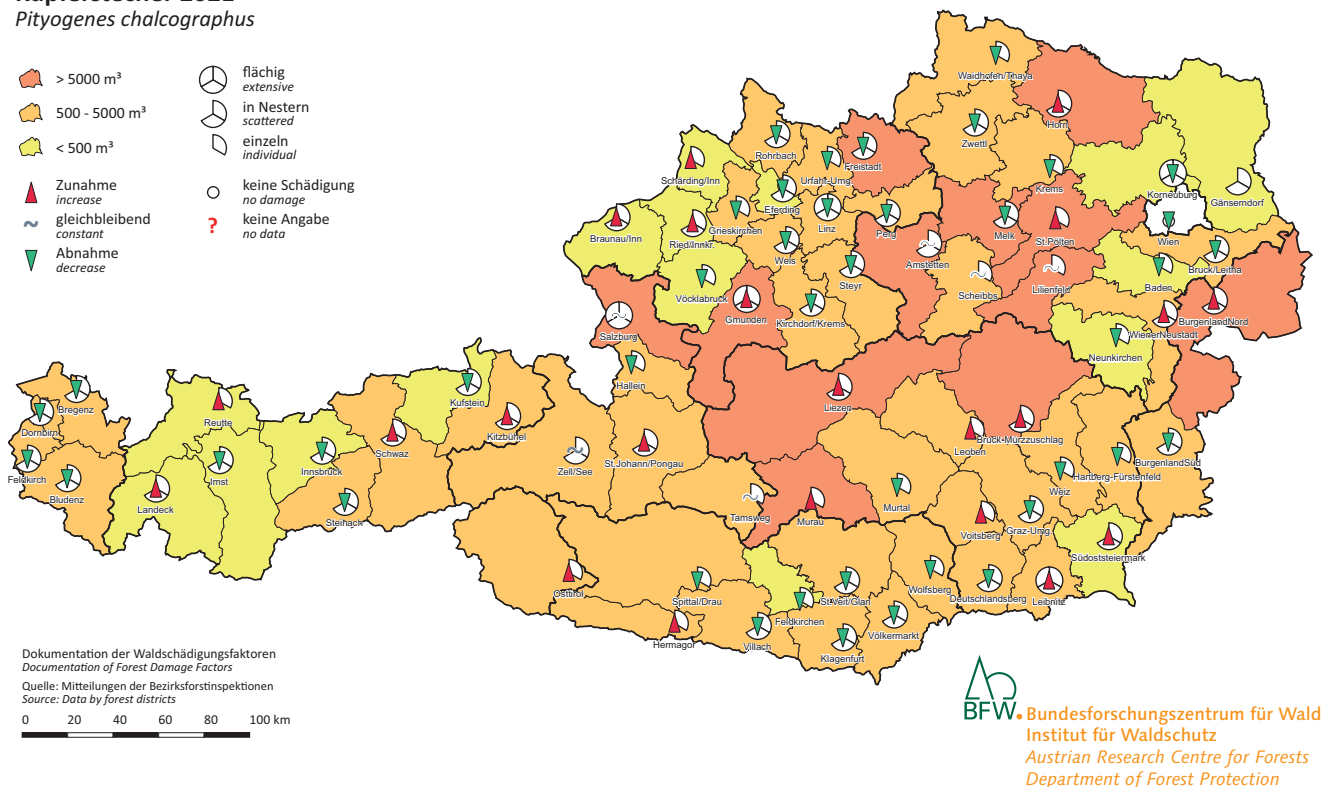 Pityogenes chalcographus
> 5000 m³
500 - 5000 m³
< 500 m³
flächig
extensive
in Nestern
scattered
einzeln
individual
Zunahme
increase
gleichbleibend
constant
Abnahme
decrease
keine Schädigung
no damage
? keine Angabe
no data
Waidhofen/Thaya
Horn
Zwettl
Rohrbach
Freistadt
Urfahr-Umg.
Schärding/Inn
Krems
Korneuburg
Gänserndorf
Eferding
Grieskirchen
Linz
Perg
Melk
St.Pölten
Wien
Braunau/Inn
Ried/Innkr.
Wels
Amstetten
Bruck/Leitha
Steyr
Scheibbs
Lilienfeld
Baden
Vöcklabruck
Gmunden
Kirchdorf/Krems
BurgenlandNord
WienerNeustadt
Salzburg
Neunkirchen
Hallein
Kufstein
Bregenz
Liezen
Reutte
Dornbirn
Kitzbühel
Bruck-Mürzzuschlag
Leoben
Schwaz
St.Johann/Pongau
Zell/See
BurgenlandSüd
Innsbruck
Hartberg-Fürstenfeld
Feldkirch
Imst
Weiz
Bludenz
Landeck
Murtal
Tamsweg
Murau
Steinach
Graz-Umg.
Voitsberg
Südoststeiermark
Osttirol
Spittal/Drau
St.Veit/Glan
Wolfsberg
Deutschlandsberg
Leibnitz
Feldkirchen
Völkermarkt
Hermagor
Villach
Klagenfurt
Dokumentation der Waldschädigungsfaktoren
Documentation of Forest Damage Factors
Quelle: Mitteilungen der Bezirksforstinspektionen
Source: Data by forest districts
0 20 40 60 80 100 km
BFW.
Bundesforschungszentrum für Wald
Institut für Waldschutz
Austrian Research Centre for Forests
Department of Forest Protection